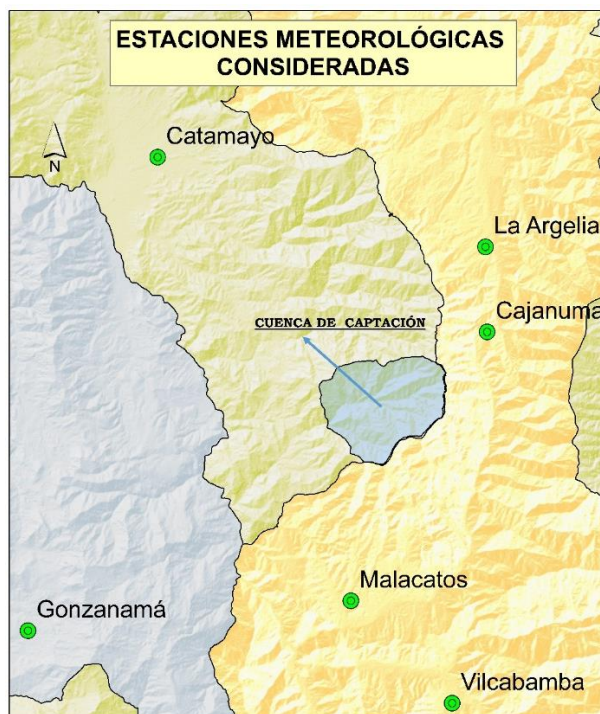 ESTACIONES METEOROLÓGICAS
CONSIDERADAS
Catamayo
N
La Argelia
CUENCA DE CAPTACIÓN
Cajanuma
Malacatos
Gonzanamá
Vilcabamba